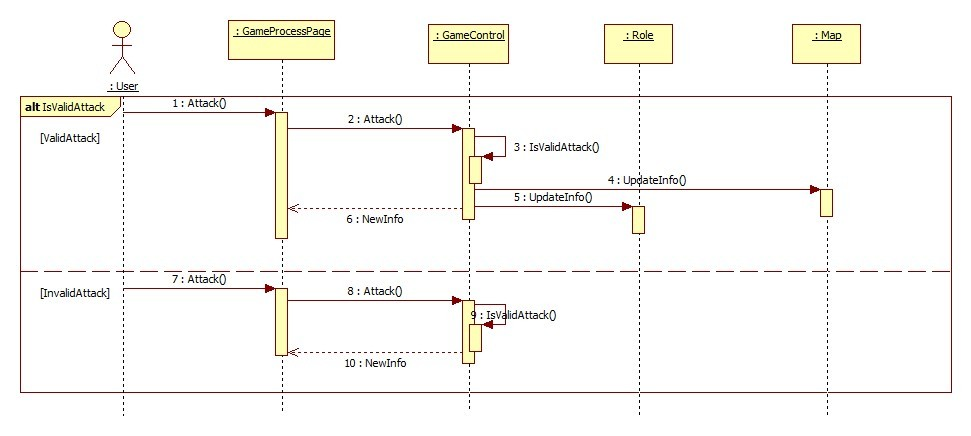 : GameProcessPage
: GameControl
: Role
: Map
: User
alt IsValidAttack
1 : Attack()
2 : Attack()
[ValidAttack]
3 : IsValidAttack()
4 : UpdateInfo()
5 : UpdateInfo()
6 : NewInfo
7 : Attack()
[InvalidAttack]
8 : Attack()
9 : IsValidAttack()
10 : NewInfo